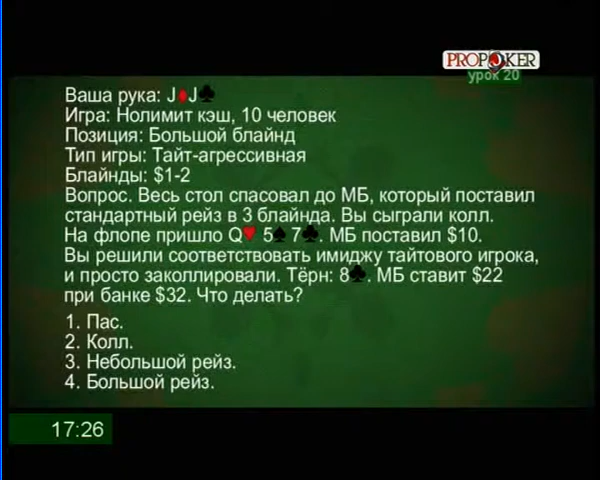 PROPOKER
урок 20
Ваша рука: J♦J♣
Игра: Нолимит кэш, 10 человек
Позиция: Большой блайнд
Тип игры: Тайт-агрессивная
Блайнды: $1-2
Вопрос. Весь стол спасовал до МБ, который поставил
стандартный рейз в 3 блайнда. Вы сыграли колл.
На флопе пришло Q♥ 5♠ 7♣. МБ поставил $10.
Вы решили соответствовать имиджу тайтового игрока,
и просто заколлировали. Тёрн: 8♣. МБ ставит $22
при банке $32. Что делать?
1. Пас.
2. Колл.
3. Небольшой рейз.
4. Большой рейз.
17:26